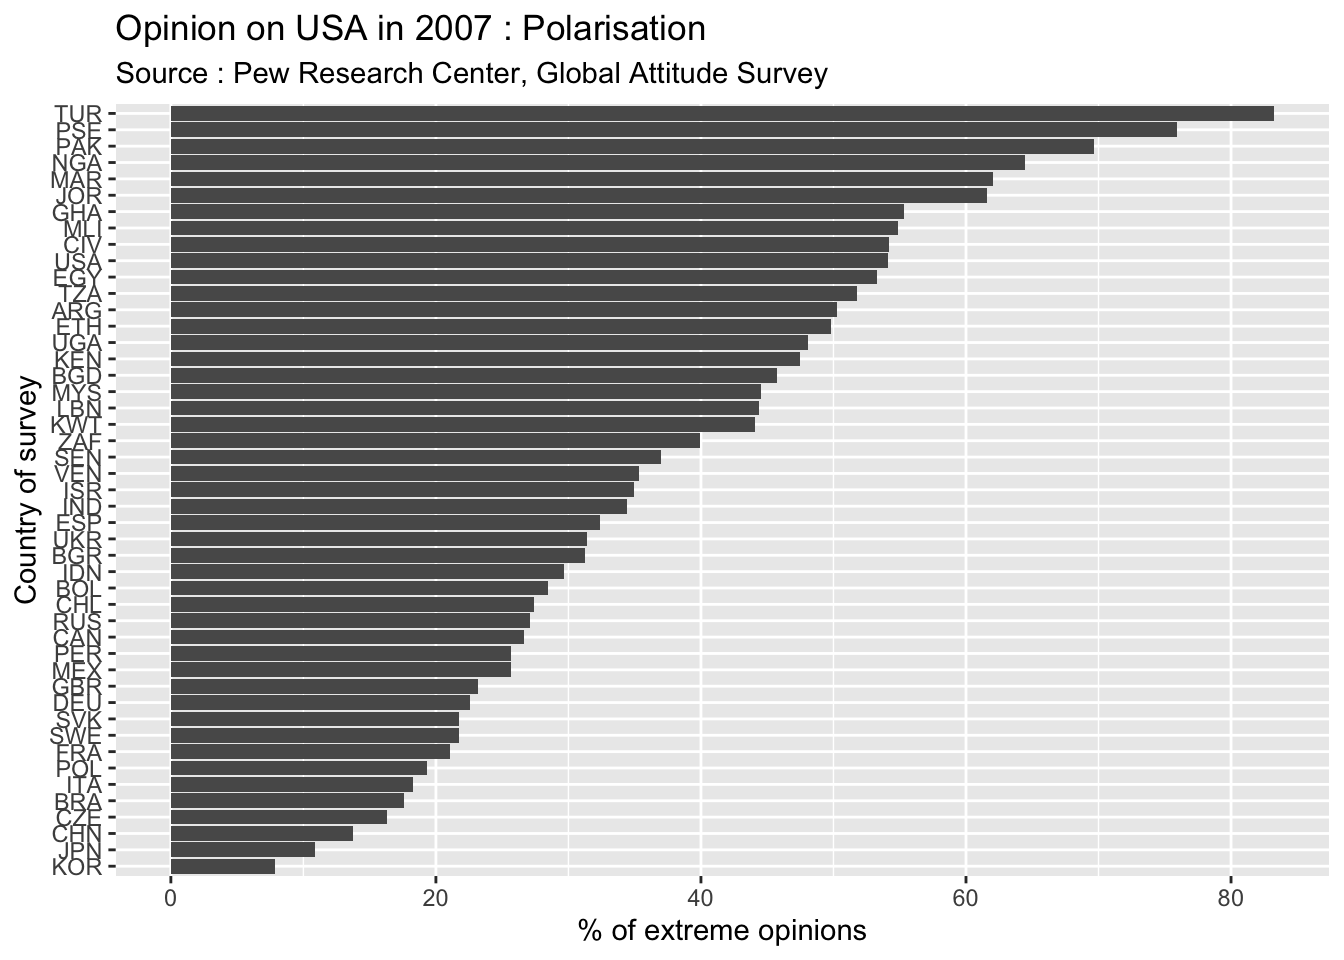 Opinion on USA in 2007 : Polarisation
Source : Pew Research Center, Global Attitude Survey
TUR
PSE
PAK
NGA
MAR
JOR
GHA
MLI
CIV
USA
EGY
TZA
ARG
ETH
UGA
KEN
BGD
MYS
LBN
KWT
ZAF
SEN
VEN
ISR
IND
ESP
UKR
BGR
IDN
BOL
CHL
RUS
CAN
PER
MEX
GBR
DEU
SVK
SWE
FRA
POL
ITA
BRA
CZE
CHN
JPN
KOR
Country of survey
0 20 40 60 80
% of extreme opinions